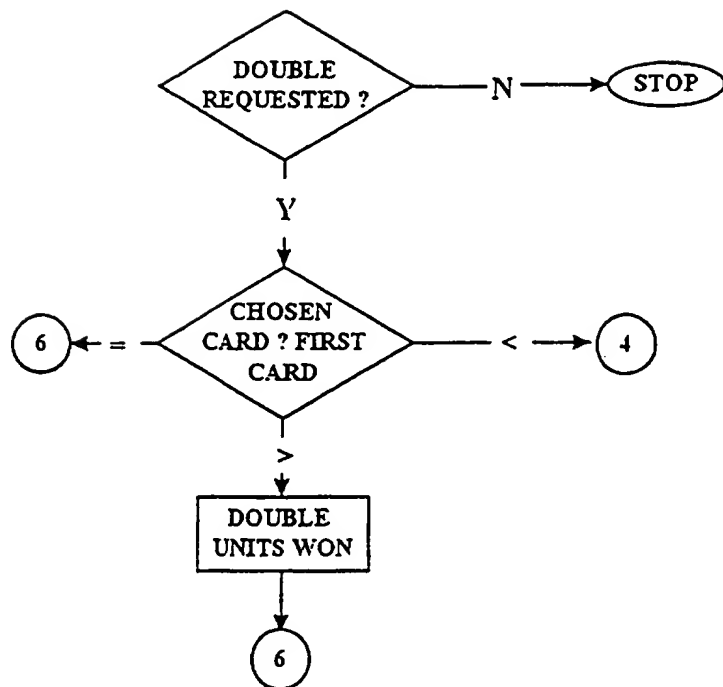 DOUBLE
REQUESTED ?
N
STOP
Y
CHOSEN
CARD ? FIRST
CARD
6
=
<
4
>
DOUBLE
UNITS WON
6